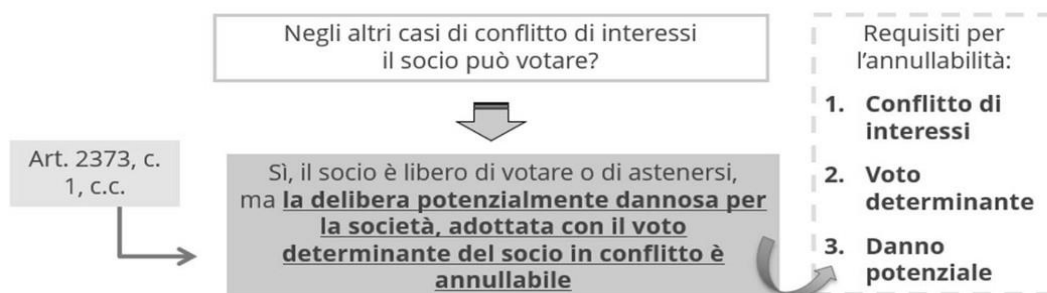 Negli altri casi di conflitto di interessi
il socio può votare?
Art. 2373, c.
1, c.c.
Sì, il socio è libero di votare o di astenersi,
ma la delibera potenzialmente dannosa per
la società, adottata con il voto
determinante del socio in conflitto è
annullabile
Requisiti per
l'annullabilità:
1. Conflitto di
interessi
2. Voto
determinante
3. Danno
potenziale